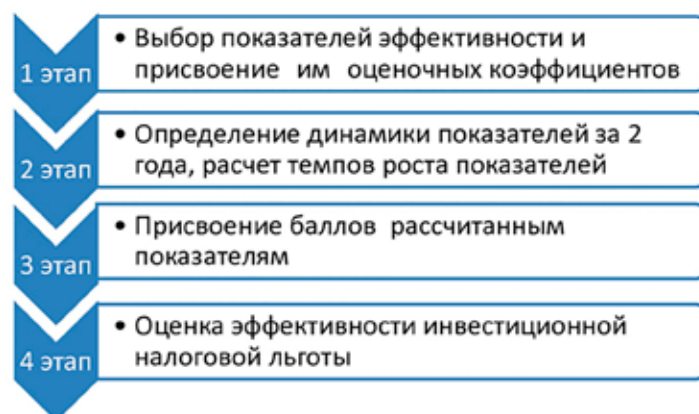 1 этап
• Выбор показателей эффективности и
присвоение им оценочных коэффициентов
2 этап
• Определение динамики показателей за 2
года, расчет темпов роста показателей
3 этап
• Присвоение баллов рассчитанным
показателям
4 этап
• Оценка эффективности инвестиционной
налоговой льготы